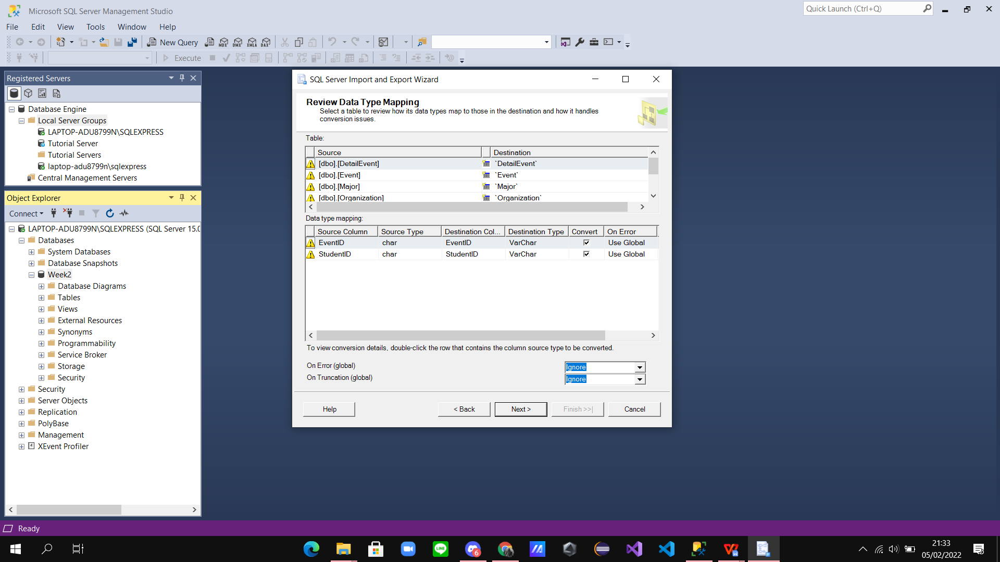 Microsoft SQL Server Management Studio
Quick Launch (Ctrl+Q)
File Edit View Tools Window Help
New Query MDX DMX XMLA DAX
Execute
Registered Servers
Database Engine
Local Server Groups
LAPTOP-ADU8799N\SQLEXPRESS
Tutorial Server
Tutorial Servers
laptop-adu8799n\sqlexpress
Central Management Servers
Object Explorer
Connect
LAPTOP-ADU8799N\SQLEXPRESS (SQL Server 15.0
Databases
System Databases
Database Snapshots
Week2
Database Diagrams
Tables
Views
External Resources
Synonyms
Programmability
Service Broker
Storage
Security
Security
Server Objects
Replication
PolyBase
Management
XEvent Profiler
SQL Server Import and Export Wizard
Review Data Type Mapping
Select a table to review how its data types map to those in the destination and how it handles
conversion issues.
Table:
Source Destination
[dbo].[DetailEvent] `DetailEvent`
[dbo].[Event] `Event`
[dbo].[Major] `Major`
[dbo].[Organization] `Organization`
Data type mapping:
Source Column Source Type Destination Col... Destination Type Convert On Error
EventID char EventID VarChar Use Global
StudentID char StudentID VarChar Use Global
To view conversion details, double-click the row that contains the column source type to be converted.
On Error (global) Ignore
On Truncation (global) Ignore
Help < Back Next > Finish >>| Cancel
Ready
LINE
6
21:33
05/02/2022